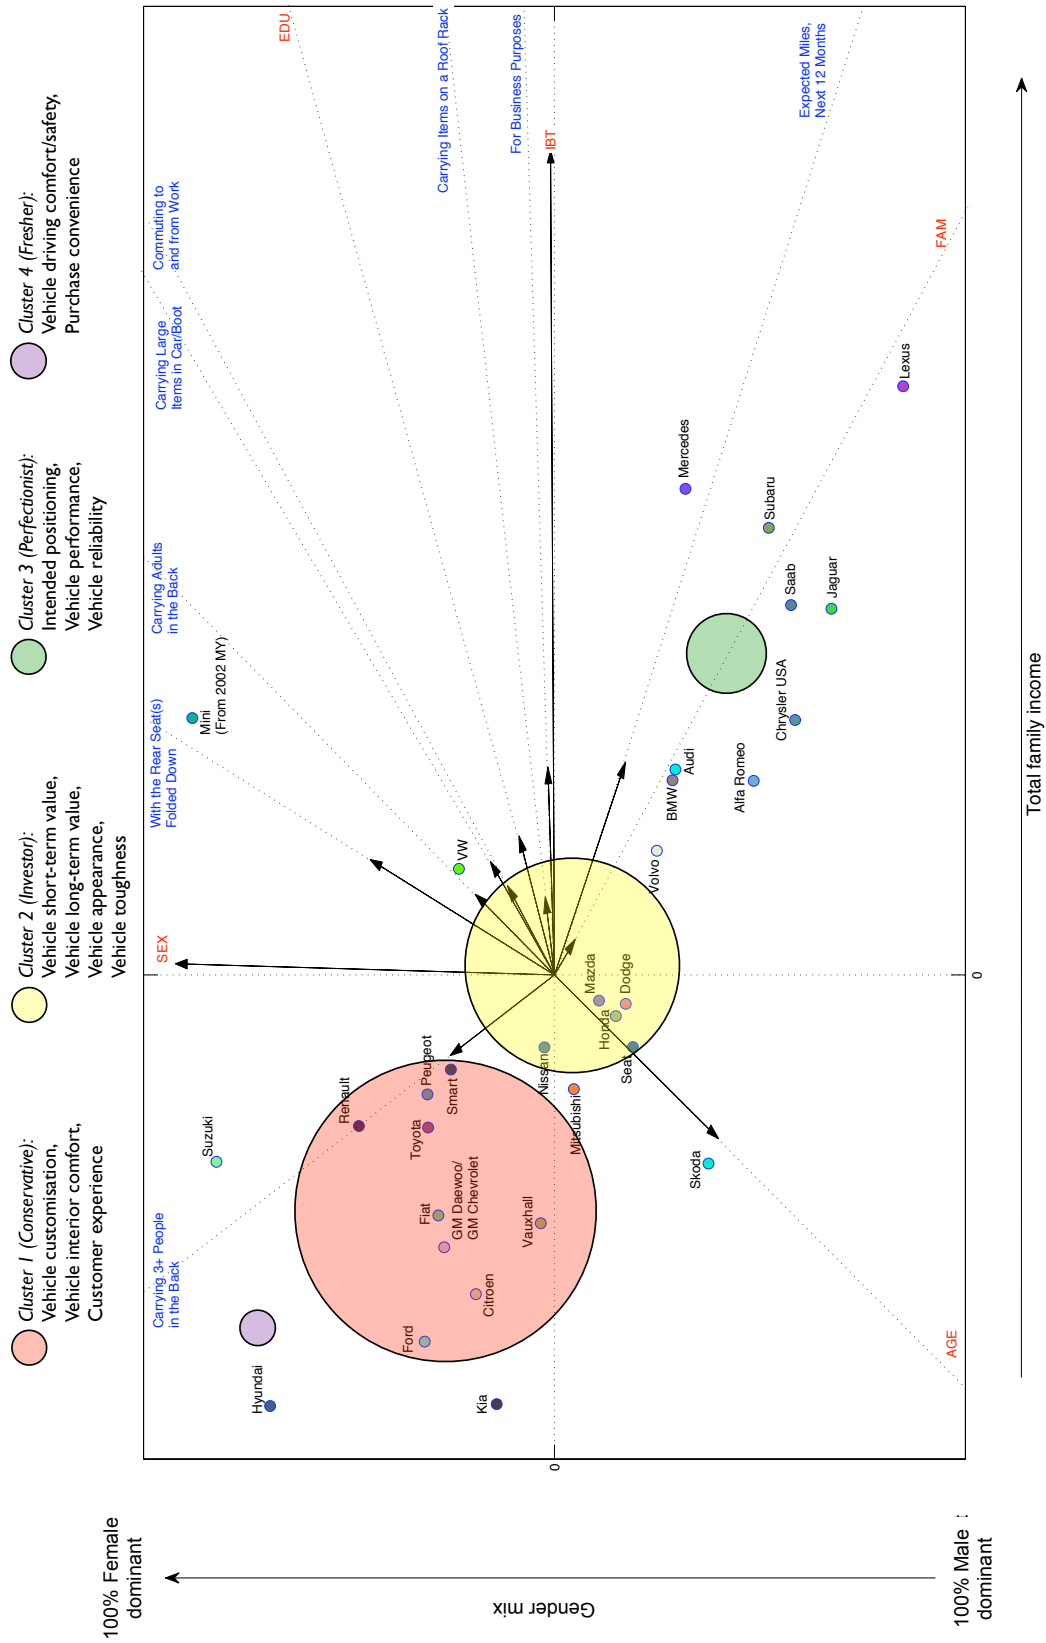 Cluster 1 (Conservative):
Vehicle customisation,
Vehicle interior comfort,
Customer experience
Cluster 2 (Investor):
Vehicle short-term value,
Vehicle long-term value,
Vehicle appearance,
Vehicle toughness
Cluster 3 (Perfectionist):
Intended positioning,
Vehicle performance,
Vehicle reliability
Cluster 4 (Fresher):
Vehicle driving comfort/safety,
Purchase convenience
100% Female
dominant
Gender mix
100% Male
dominant
Carrying 3+ People
in the Back
SEX
With the Rear Seat(s)
Folded Down
Carrying Adults
in the Back
Carrying Large
Items in Car/Boot
Commuting to
and from Work
EDU
Carrying Items on a Roof Rack
For Business Purposes
IBT
Expected Miles,
Next 12 Months
FAM
AGE
Mini
(From 2002 MY)
Suzuki
Hyundai
Renault
Peugeot
Smart
Toyota
Fiat
GM Daewoo/
GM Chevrolet
Ford
Citroen
Vauxhall
Kia
VW
Nissan
Mitsubishi
Mazda
Honda
Dodge
Seat
Skoda
Volvo
BMW
Audi
Alfa Romeo
Chrysler USA
Mercedes
Subaru
Saab
Jaguar
Lexus
0
0
Total family income